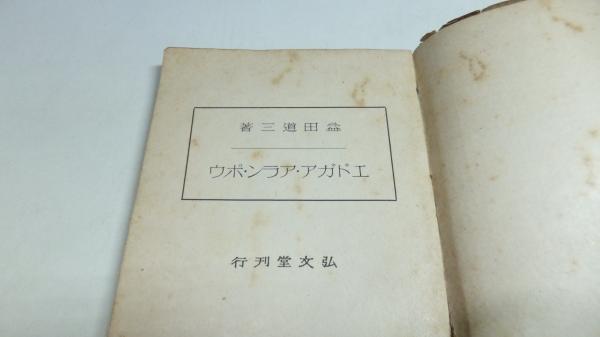 益田道三著
エドガア・アラン・ポウ
弘文堂刊行